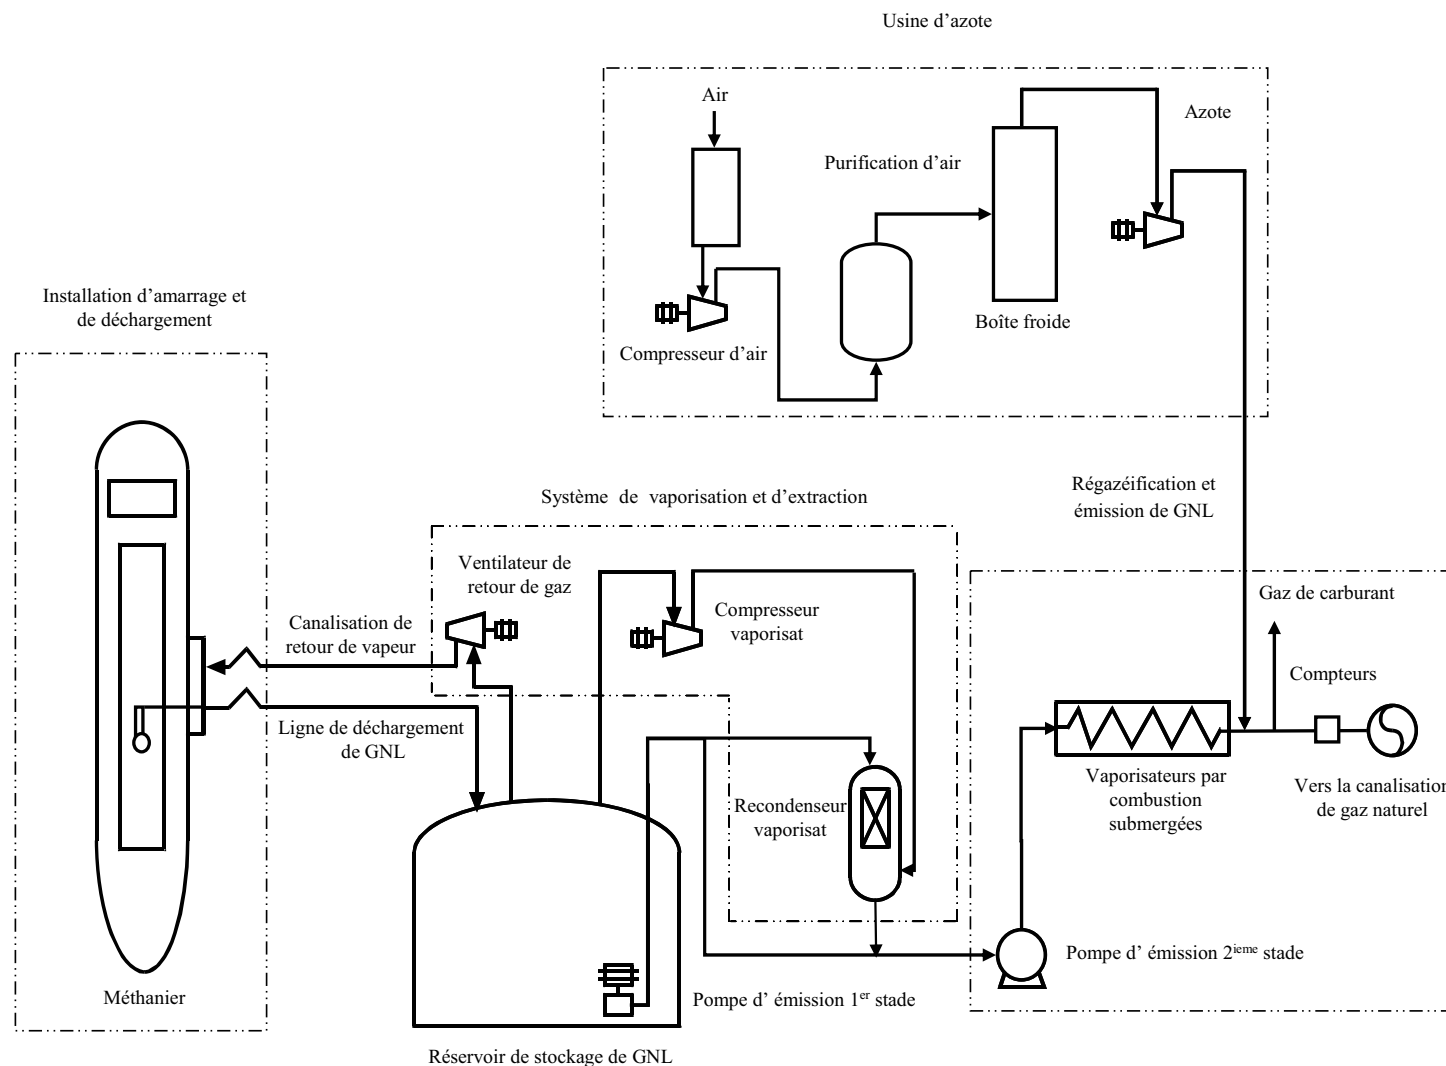 Usine d’azote
Air
Azote
Purification d’air
Boîte froide
Compresseur d’air
Installation d’amarrage et
de déchargement
Régazéification et
émission de GNL
Système de vaporisation et d’extraction
Ventilateur de
retour de gaz
Compresseur
vaporisat
Gaz de carburant
Canalisation de
retour de vapeur
Compteurs
Ligne de déchargement
de GNL
Recondenseur
vaporisat
Vaporisateurs par
combustion
submergées
Vers la canalisation
de gaz naturel
Pompe d’ émission 2ieme stade
Méthanier
Pompe d’ émission 1er stade
Réservoir de stockage de GNL